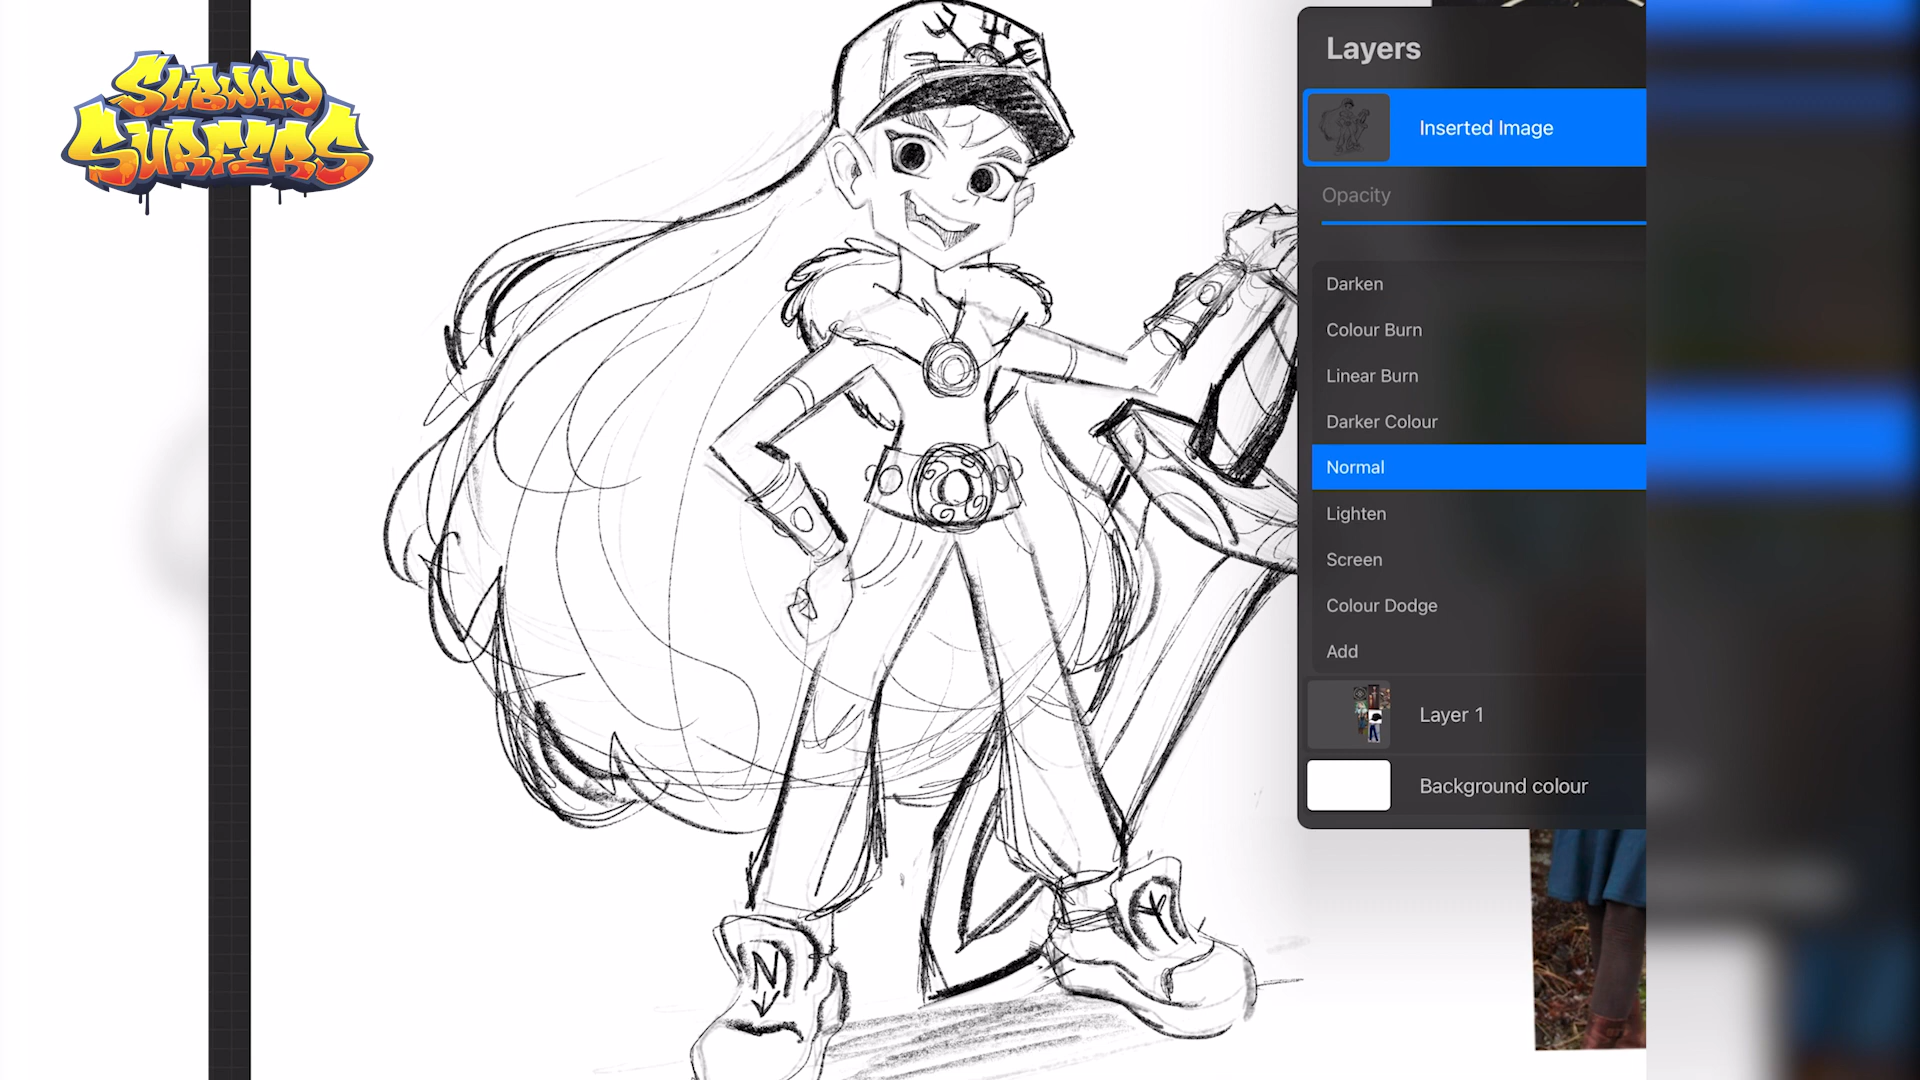 SUBWAY
SURFERS
Layers
Inserted Image
Opacity
Darken
Colour Burn
Linear Burn
Darker Colour
Normal
Lighten
Screen
Colour Dodge
Add
Layer 1
Background colour